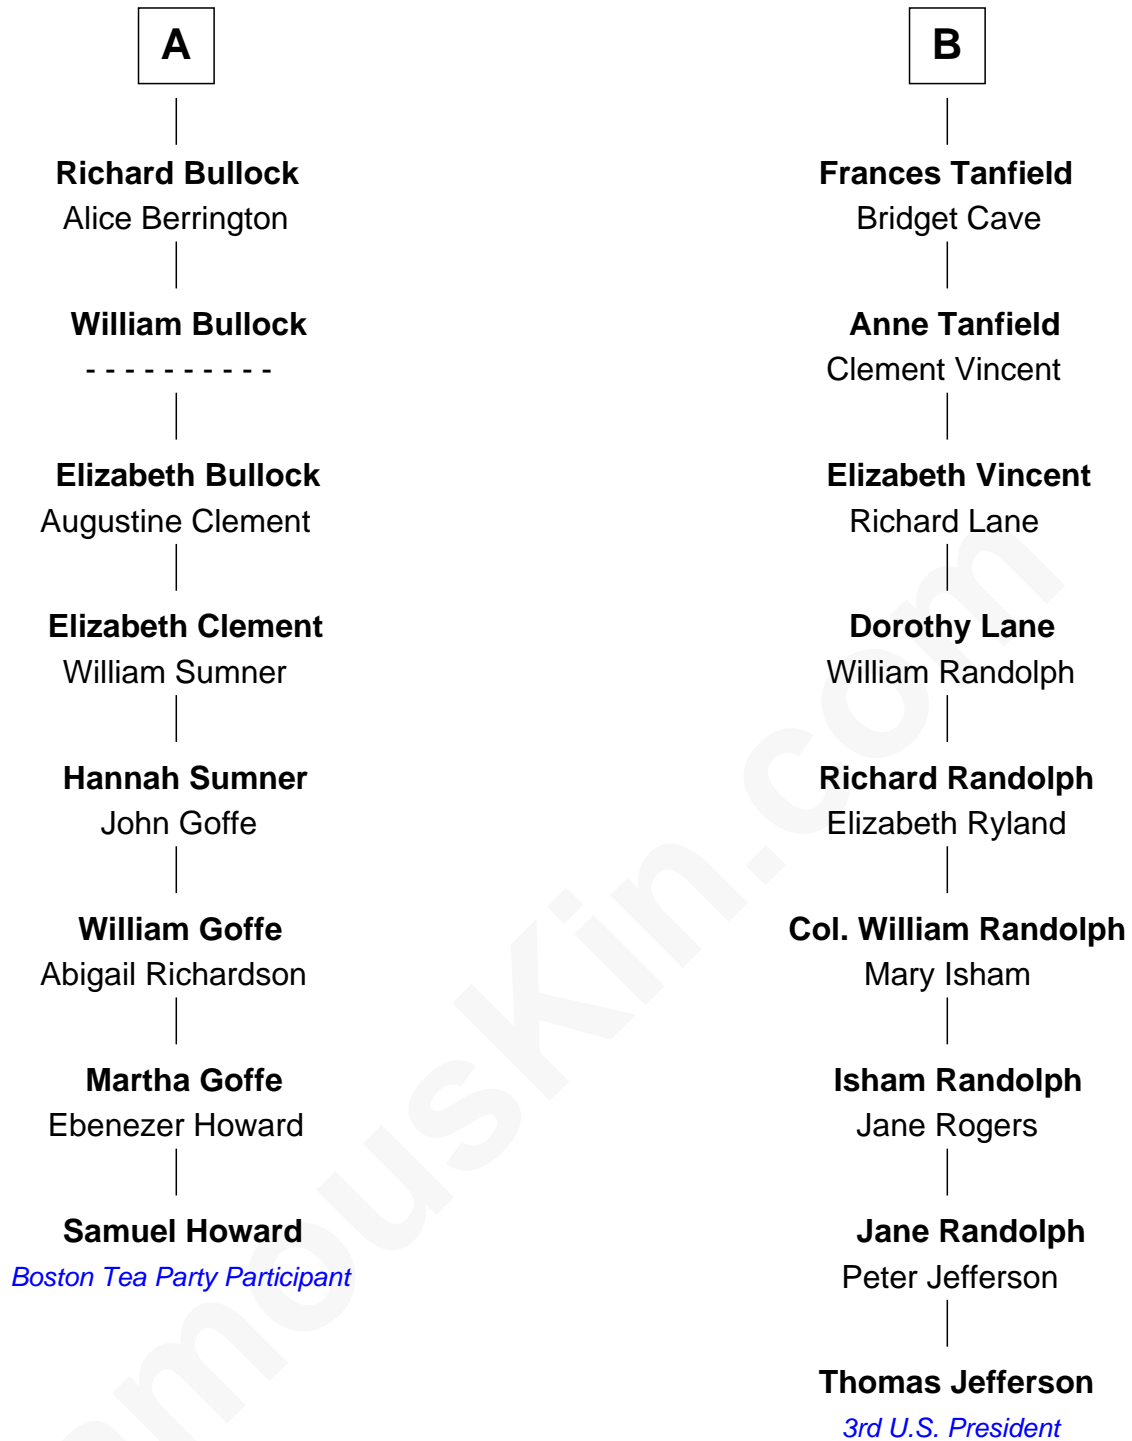 A
Richard Bullock
Alice Berrington
William Bullock
- - - - - - - - - -
Elizabeth Bullock
Augustine Clement
Elizabeth Clement
William Sumner
Hannah Sumner
John Goffe
William Goffe
Abigail Richardson
Martha Goffe
Ebenezer Howard
Samuel Howard
Boston Tea Party Participant
B
Frances Tanfield
Bridget Cave
Anne Tanfield
Clement Vincent
Elizabeth Vincent
Richard Lane
Dorothy Lane
William Randolph
Richard Randolph
Elizabeth Ryland
Col. William Randolph
Mary Isham
Isham Randolph
Jane Rogers
Jane Randolph
Peter Jefferson
Thomas Jefferson
3rd U.S. President
amouskin.com